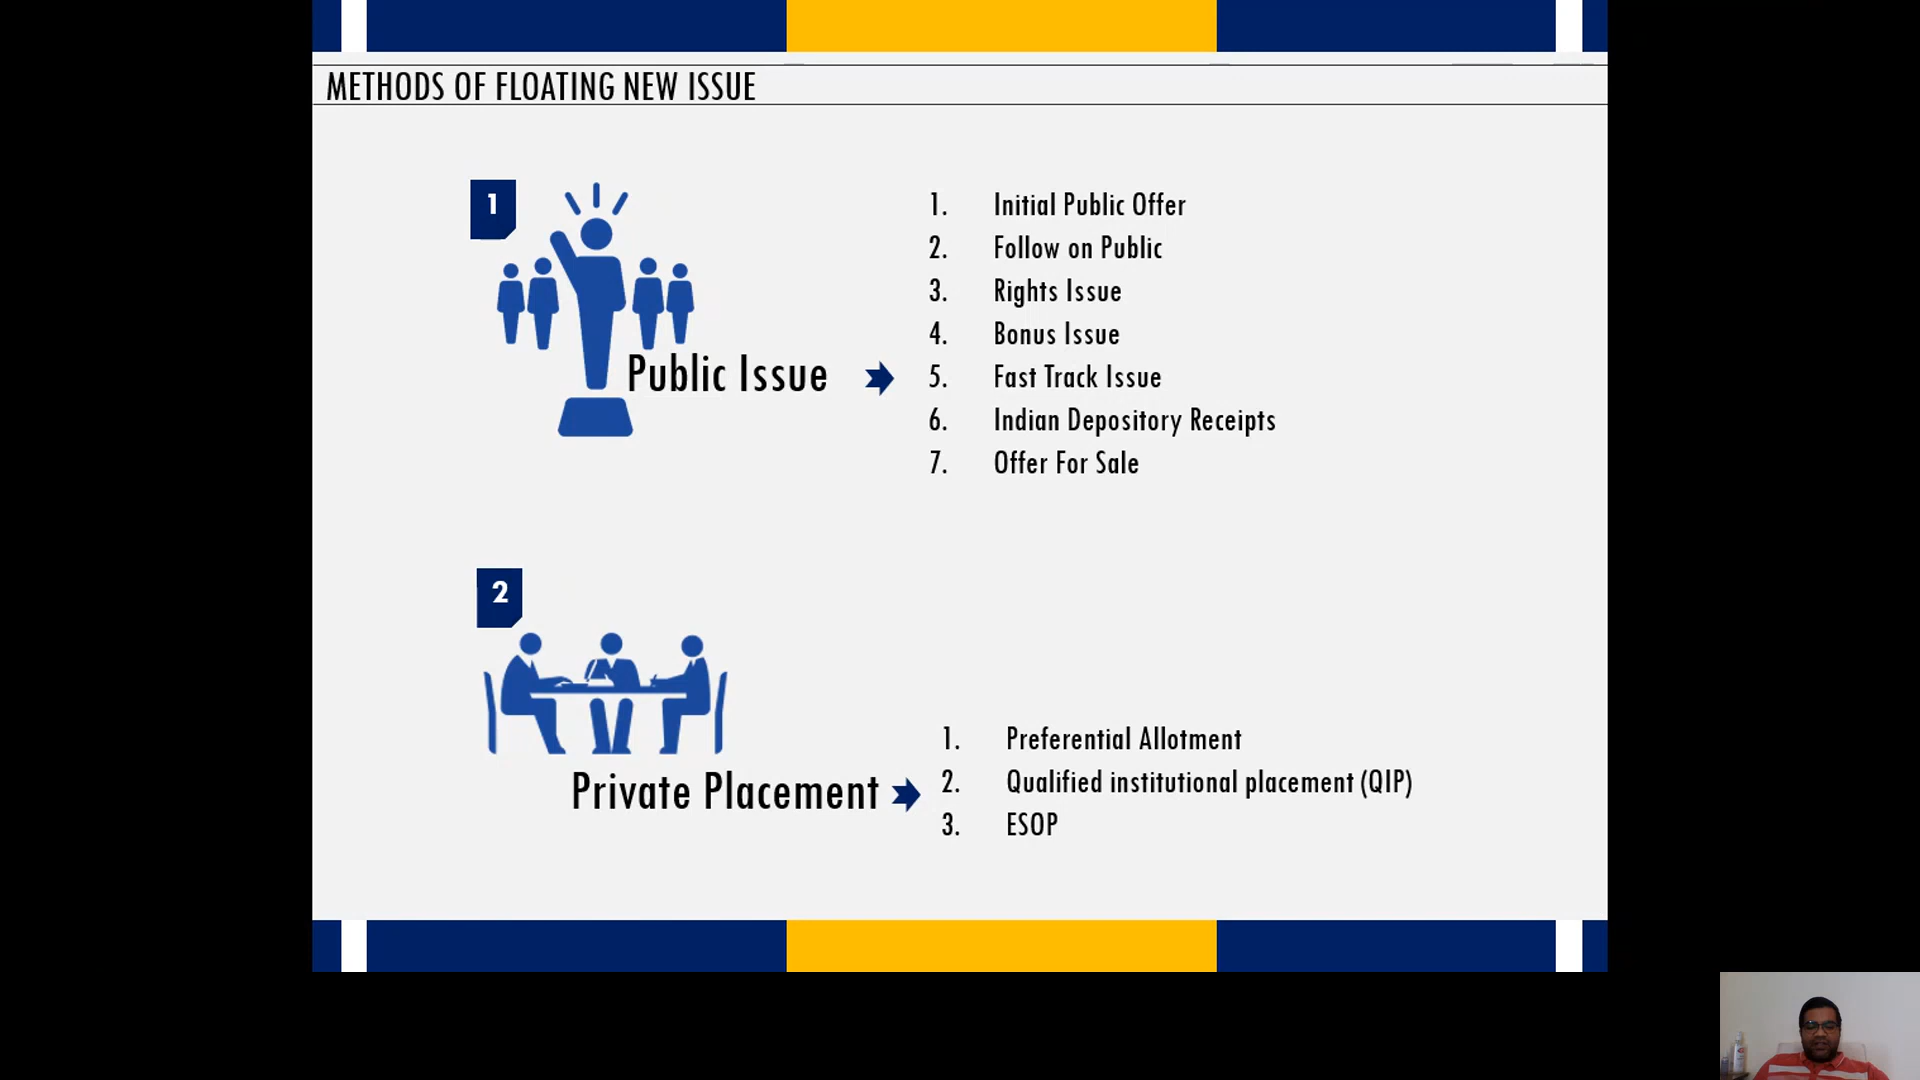 METHODS OF FLOATING NEW ISSUE
1
Public Issue
1. Initial Public Offer
2. Follow on Public
3. Rights Issue
4. Bonus Issue
5. Fast Track Issue
6. Indian Depository Receipts
7. Offer For Sale
2
Private Placement
1. Preferential Allotment
2. Qualified institutional placement (QIP)
3. ESOP